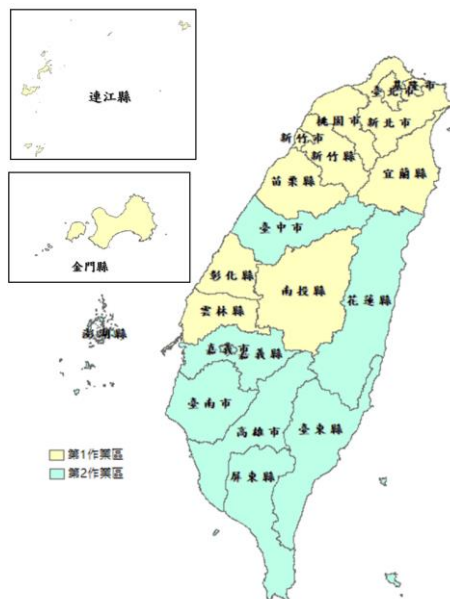 連江縣
金門縣
澎湖縣
基隆市
臺北市
桃園市
新北市
新竹市
新竹縣
宜蘭縣
苗栗縣
臺中市
彰化縣
南投縣
花蓮縣
雲林縣
嘉義市
嘉義縣
臺南市
高雄市
臺東縣
屏東縣
第1作業區
第2作業區